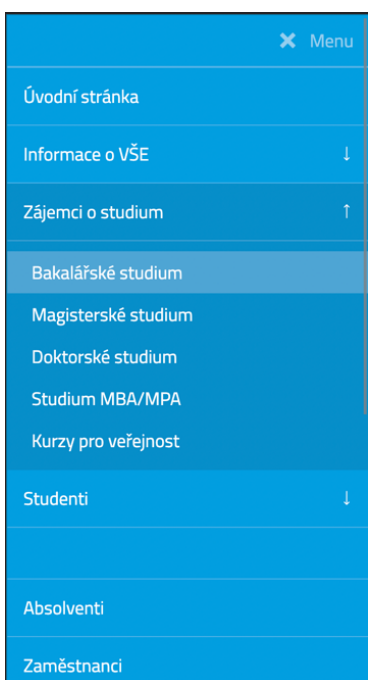 × Menu
Úvodní stránka
Informace o VŠE ↓
Zájemci o studium ↑
Bakalářské studium
Magisterské studium
Doktorské studium
Studium MBA/MPA
Kurzy pro veřejnost
Studenti ↓
Absolventi
Zaměstnanci